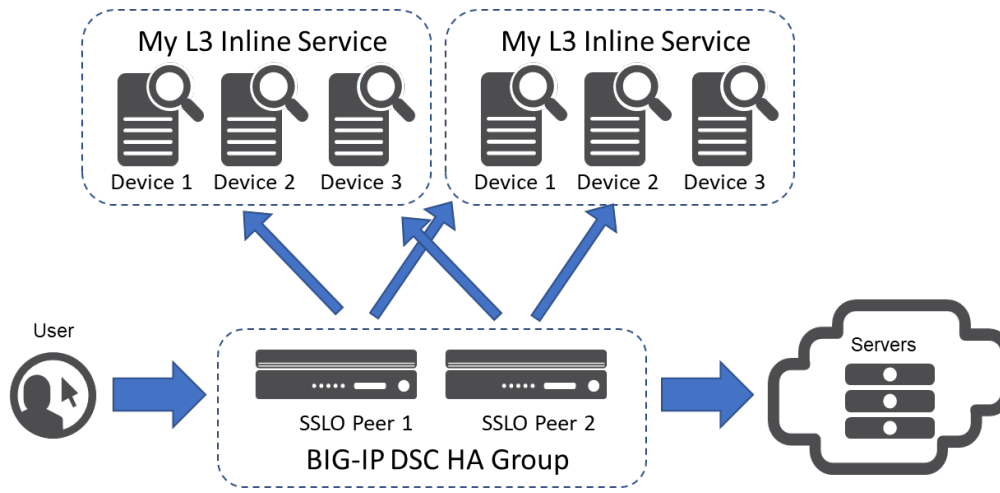 My L3 Inline Service
My L3 Inline Service
Device 1
Device 2
Device 3
Device 1
Device 2
Device 3
User
Servers
SSLO Peer 1
SSLO Peer 2
BIG-IP DSC HA Group